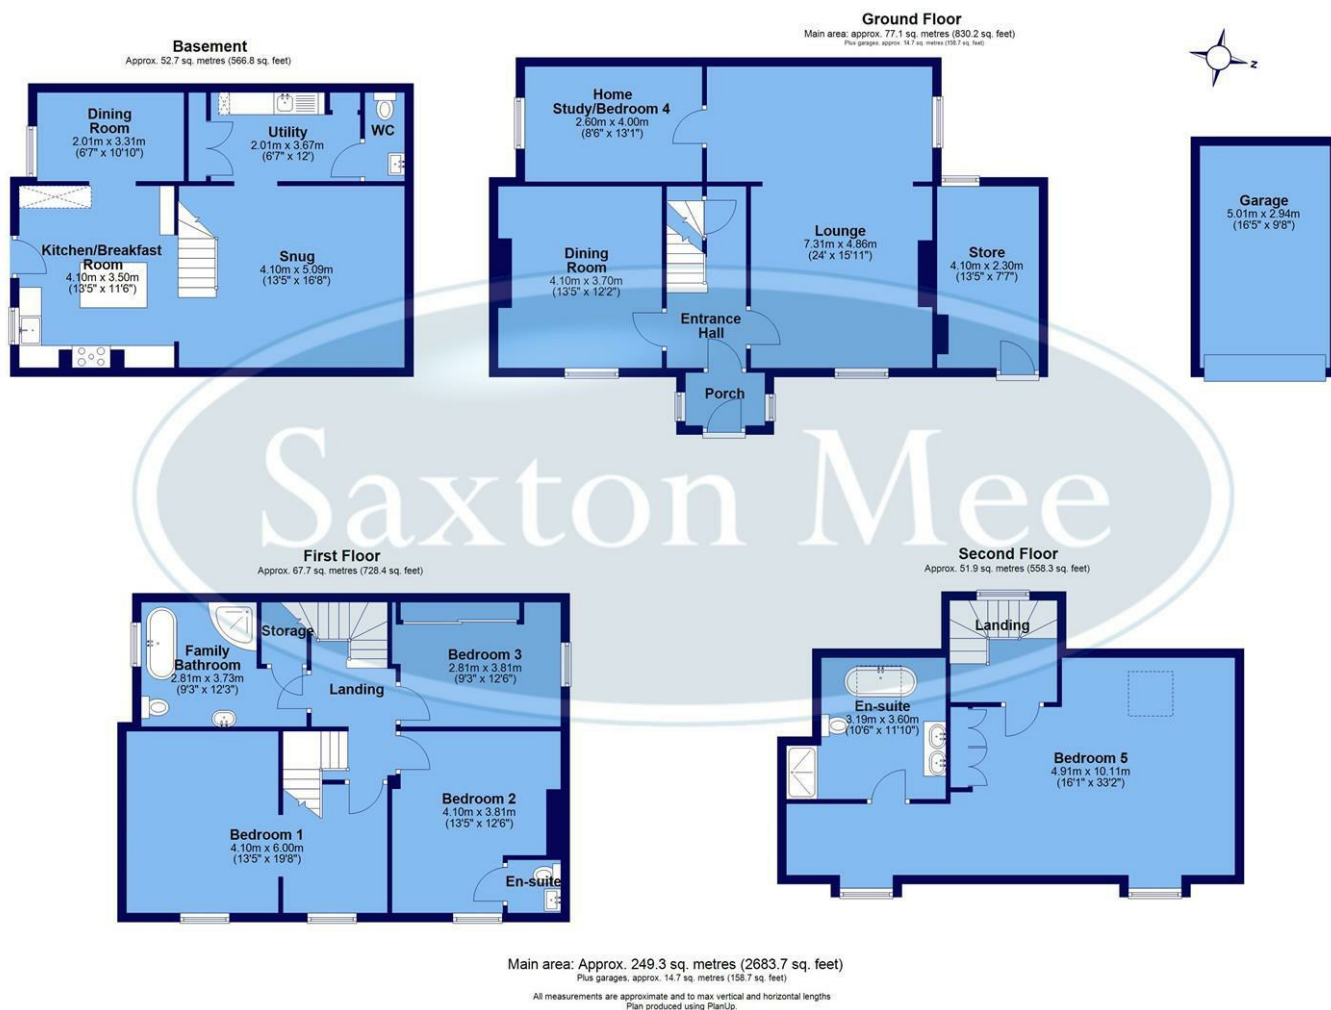 Basement
Approx. 52.7 sq. metres (566.8 sq. feet)
Dining
Room
2.01m x 3.31m
(6'7" x 10'10")
Utility
2.01m x 3.67m
(6'7" x 12')
WC
Kitchen/Breakfast
Room
4.10m x 3.50m
(13'5" x 11'6")
Snug
4.10m x 5.09m
(13'5" x 16'8")
Ground Floor
Main area: approx. 77.1 sq. metres (830.2 sq. feet)
Plus garages, approx. 14.7 sq. metres (158.7 sq. feet)
Home
Study/Bedroom 4
2.60m x 4.00m
(8'6" x 13'1")
Dining
Room
4.10m x 3.70m
(13'5" x 12'2")
Entrance
Hall
Lounge
7.31m x 4.86m
(24' x 15'11")
Store
4.10m x 2.30m
(13'5" x 7'7")
Porch
Z
Garage
5.01m x 2.94m
(16'5" x 9'8")
Saxton Mee
First Floor
Approx. 67.7 sq. metres (728.4 sq. feet)
Family
Bathroom
2.81m x 3.73m
(9'3" x 12'3")
Storage
Landing
Bedroom 3
2.81m x 3.81m
(9'3" x 12'6")
Bedroom 1
4.10m x 6.00m
(13'5" x 19'8")
Bedroom 2
4.10m x 3.81m
(13'5" x 12'6")
En-suite
Second Floor
Approx. 51.9 sq. metres (558.3 sq. feet)
Landing
En-suite
3.19m x 3.60m
(10'6" x 11'10")
Bedroom 5
4.91m x 10.11m
(16'1" x 33'2")
Main area: Approx. 249.3 sq. metres (2683.7 sq. feet)
Plus garages, approx. 14.7 sq. metres (158.7 sq. feet)
All measurements are approximate and to max vertical and horizontal lengths
Plan produced using PlanUp.